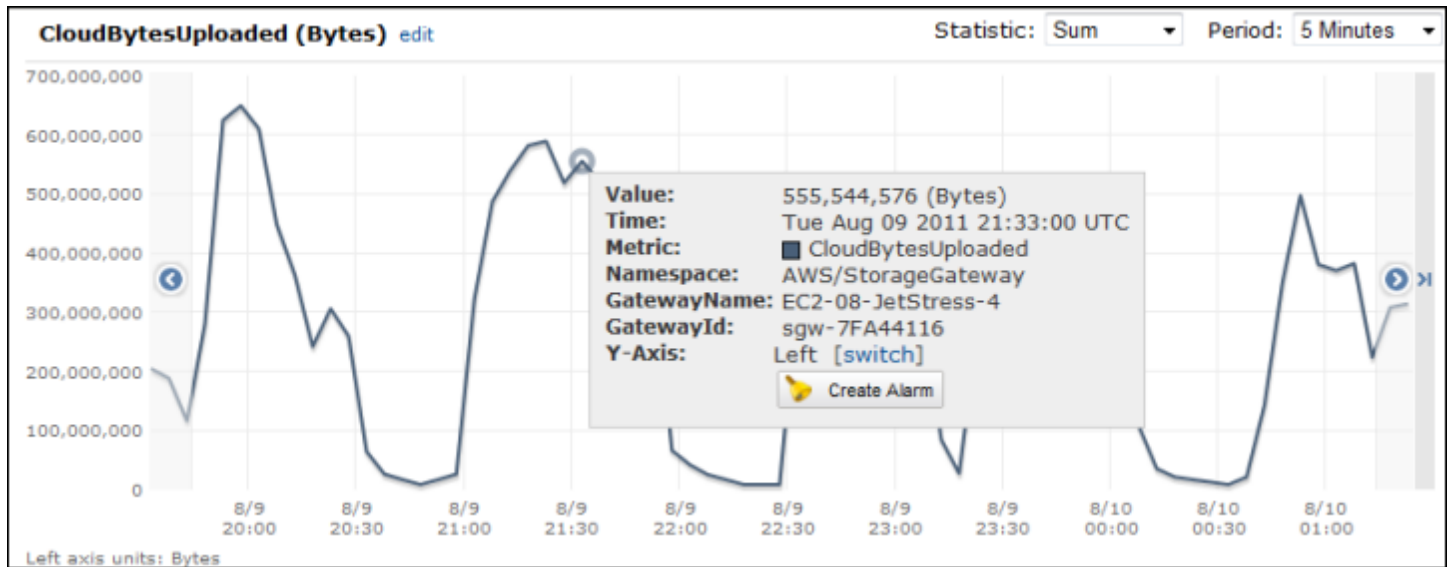 CloudBytesUploaded (Bytes) edit Statistic: Sum Period: 5 Minutes
700,000,000
600,000,000
500,000,000
400,000,000
300,000,000
200,000,000
100,000,000
0
Value: 555,544,576 (Bytes)
Time: Tue Aug 09 2011 21:33:00 UTC
Metric: CloudBytesUploaded
Namespace: AWS/StorageGateway
GatewayName: EC2-08-JetStress-4
GatewayId: sgw-7FA44116
Y-Axis: Left [switch]
Create Alarm
8/9 8/9 8/9 8/9 8/9 8/9 8/9 8/9 8/10 8/10 8/10
20:00 20:30 21:00 21:30 22:00 22:30 23:00 23:30 00:00 00:30 01:00
Left axis units: Bytes